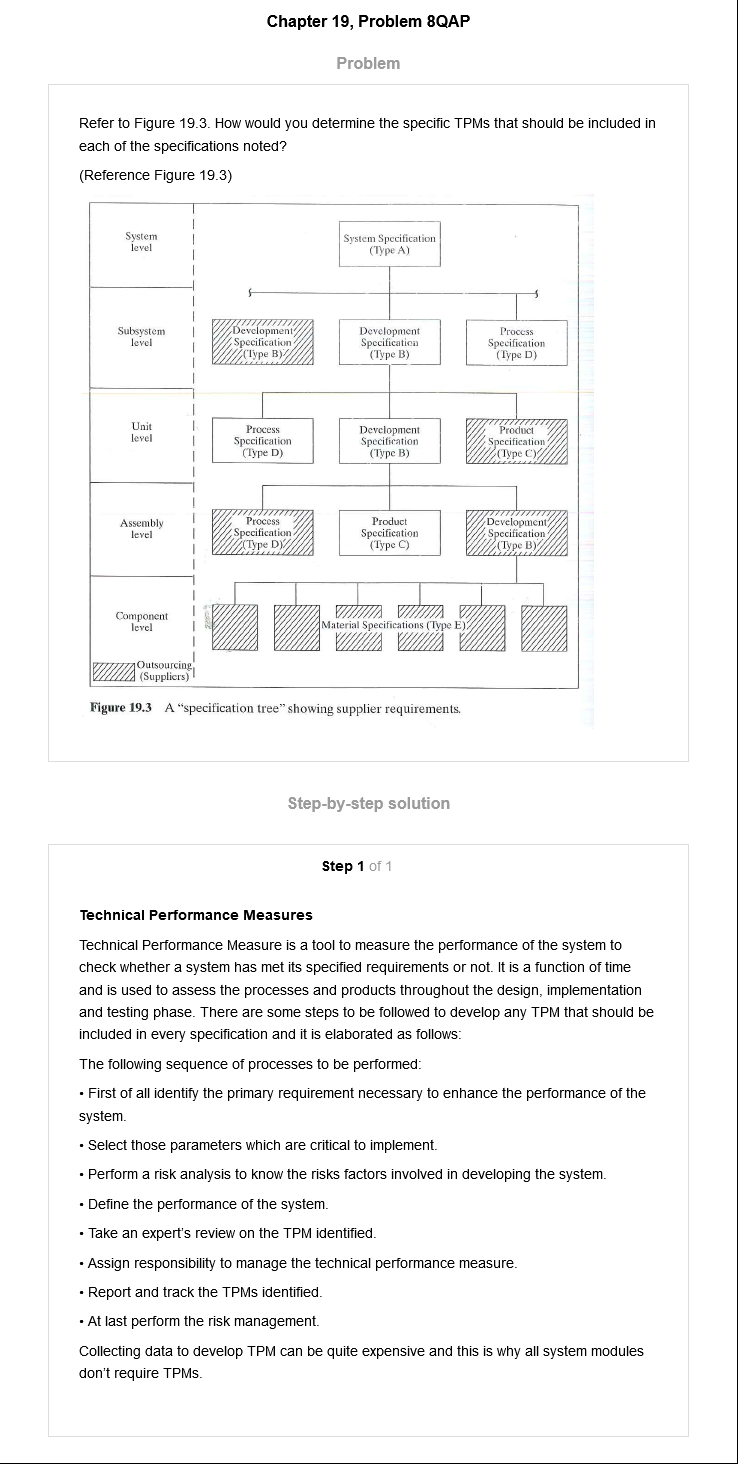 Chapter 19, Problem 8QAP
Problem
Refer to Figure 19.3. How would you determine the specific TPMs that should be included in
each of the specifications noted?
(Reference Figure 19.3)
System
level
System Specification
(Type A)
Subsystem
level
Development
Specification
(Type B)
Development
Specification
(Type B)
Process
Specification
(Type D)
Unit
level
Process
Specification
(Type D)
Development
Specification
(Type B)
Product
Specification
(Type C)
Assembly
level
Process
Specification
(Type D)
Product
Specification
(Type C)
Development
Specification
(Type B)
Component
level
Material Specifications (Type E)
Outsourcing
(Suppliers)
Figure 19.3 A “specification tree” showing supplier requirements.
Step-by-step solution
Step 1 of 1
Technical Performance Measures
Technical Performance Measure is a tool to measure the performance of the system to
check whether a system has met its specified requirements or not. It is a function of time
and is used to assess the processes and products throughout the design, implementation
and testing phase. There are some steps to be followed to develop any TPM that should be
included in every specification and it is elaborated as follows:
The following sequence of processes to be performed:
• First of all identify the primary requirement necessary to enhance the performance of the
system.
• Select those parameters which are critical to implement.
• Perform a risk analysis to know the risks factors involved in developing the system.
• Define the performance of the system.
• Take an expert’s review on the TPM identified.
• Assign responsibility to manage the technical performance measure.
• Report and track the TPMs identified.
• At last perform the risk management.
Collecting data to develop TPM can be quite expensive and this is why all system modules
don’t require TPMs.